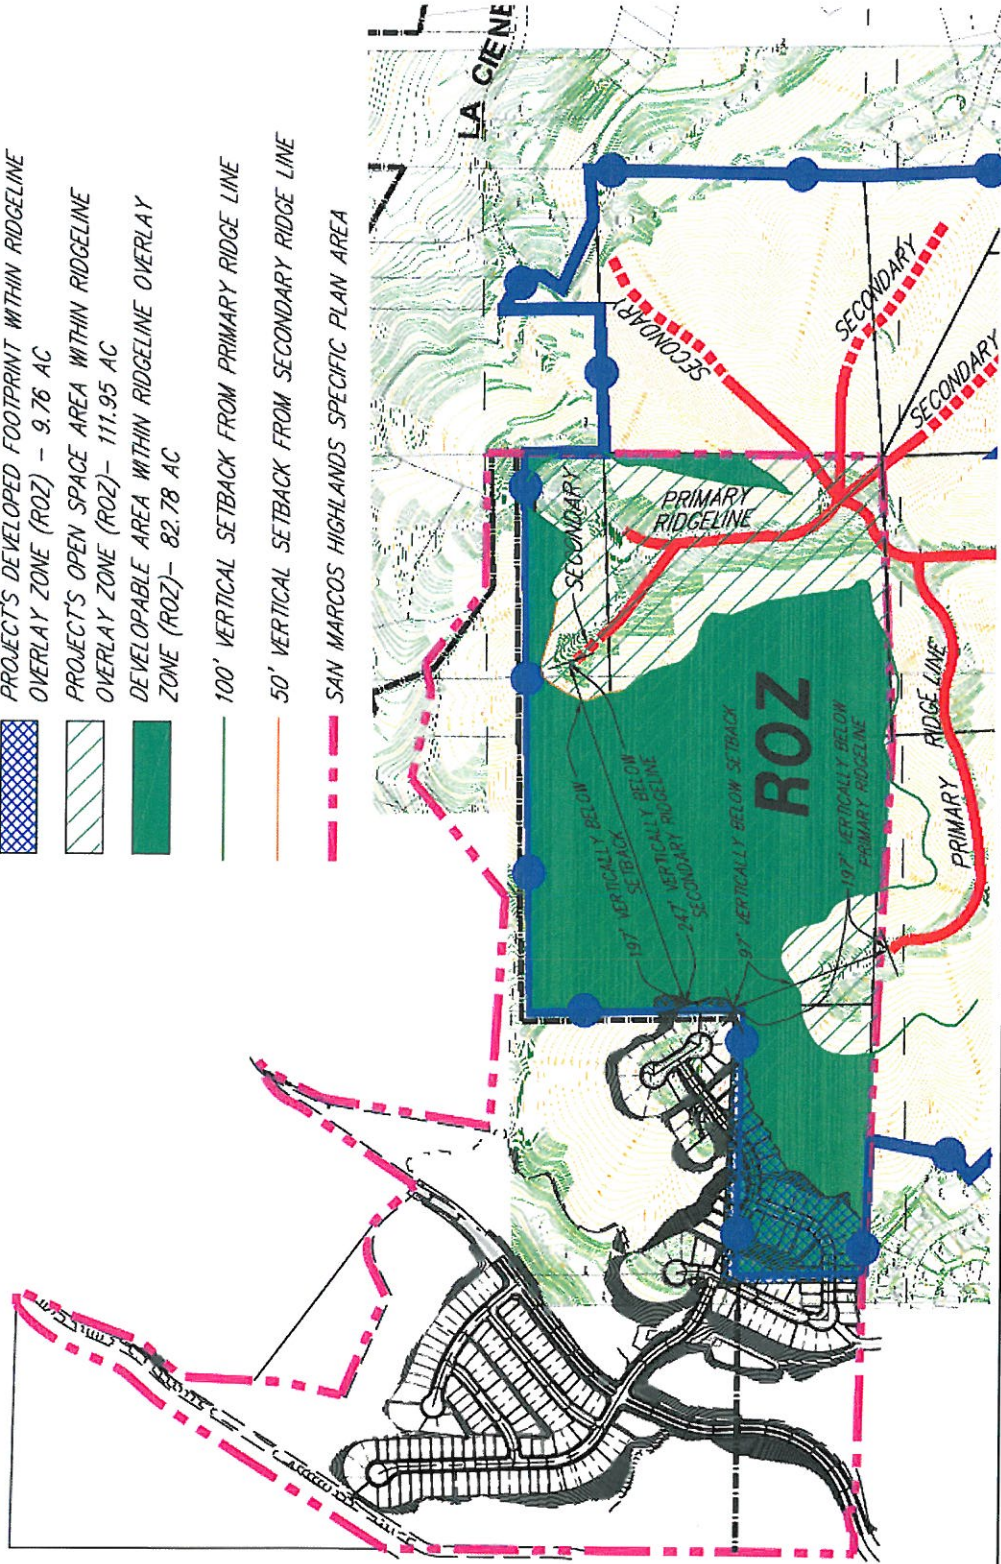 PROJECT'S DEVELOPED FOOTPRINT WITHIN RIDGELINE
OVERLAY ZONE (ROZ) - 9.76 AC
PROJECT'S OPEN SPACE AREA WITHIN RIDGELINE
OVERLAY ZONE (ROZ)- 111.95 AC
DEVELOPABLE AREA WITHIN RIDGELINE OVERLAY
ZONE (ROZ)- 82.78 AC
100' VERTICAL SETBACK FROM PRIMARY RIDGE LINE
50' VERTICAL SETBACK FROM SECONDARY RIDGE LINE
SAN MARCOS HIGHLANDS SPECIFIC PLAN AREA
LA CIENE
SECONDARY
SECONDARY
SECONDARY
SECONDARY
PRIMARY
RIDGELINE
197' VERTICALLY BELOW
SETBACK
247' VERTICALLY BELOW
SECONDARY RIDGELINE
97' VERTICALLY BELOW SETBACK
ROZ
197' VERTICALLY BELOW
PRIMARY RIDGELINE
PRIMARY
RIDGE LINE